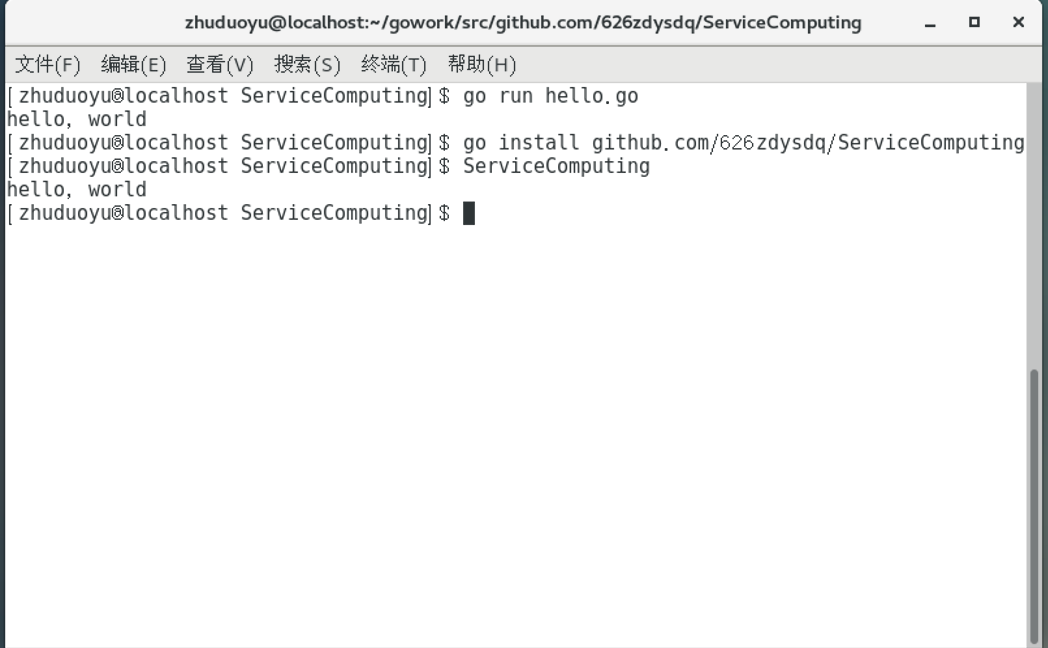 zhuduoyu@localhost:~/gowork/src/github.com/626zdysdq/ServiceComputing
文件(F) 编辑(E) 查看(V) 搜索(S) 终端(T) 帮助(H)
[zhuduoyu@localhost ServiceComputing]$ go run hello.go
hello, world
[zhuduoyu@localhost ServiceComputing]$ go install github.com/626zdysdq/ServiceComputing
[zhuduoyu@localhost ServiceComputing]$ ServiceComputing
hello, world
[zhuduoyu@localhost ServiceComputing]$